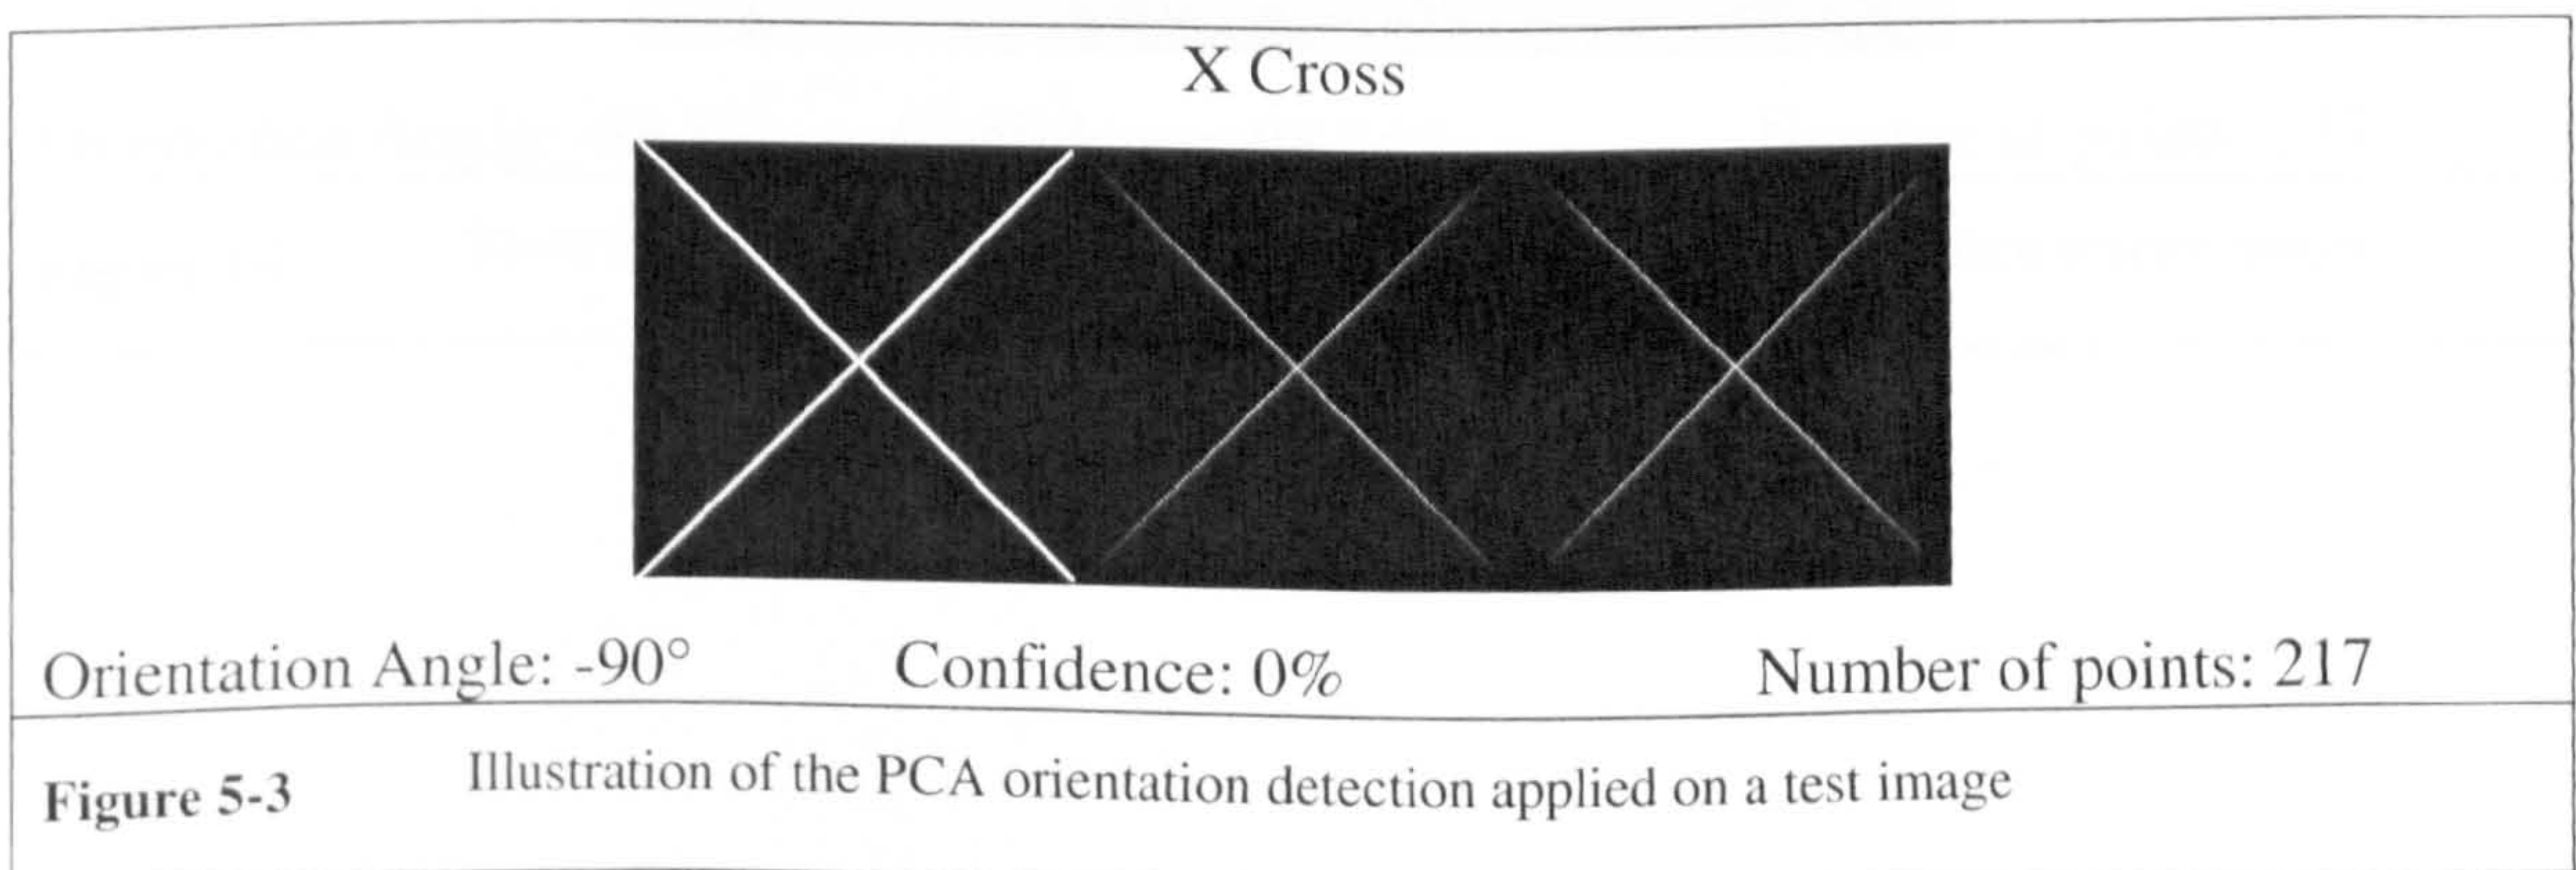 X Cross
Orientation Angle: -90° Confidence: 0% Number of points: 217
Figure 5-3 Illustration of the PCA orientation detection applied on a test image